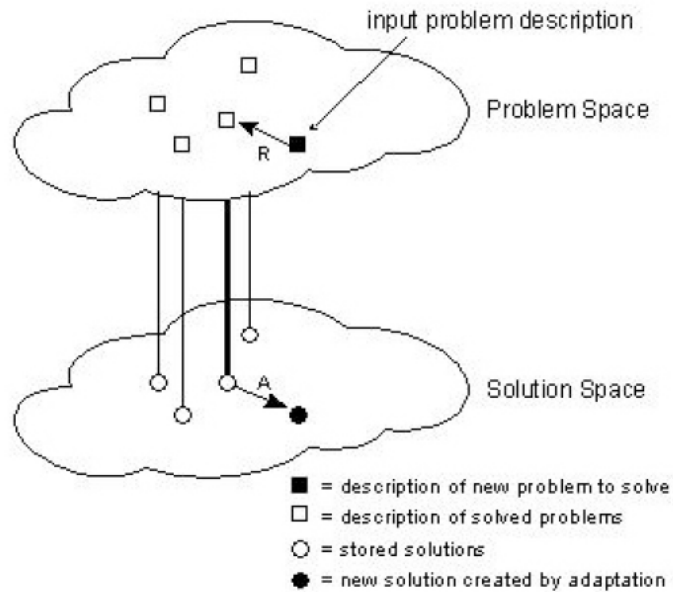 input problem description
Problem Space
R
A
Solution Space
= description of new problem to solve
= description of solved problems
= stored solutions
= new solution created by adaptation